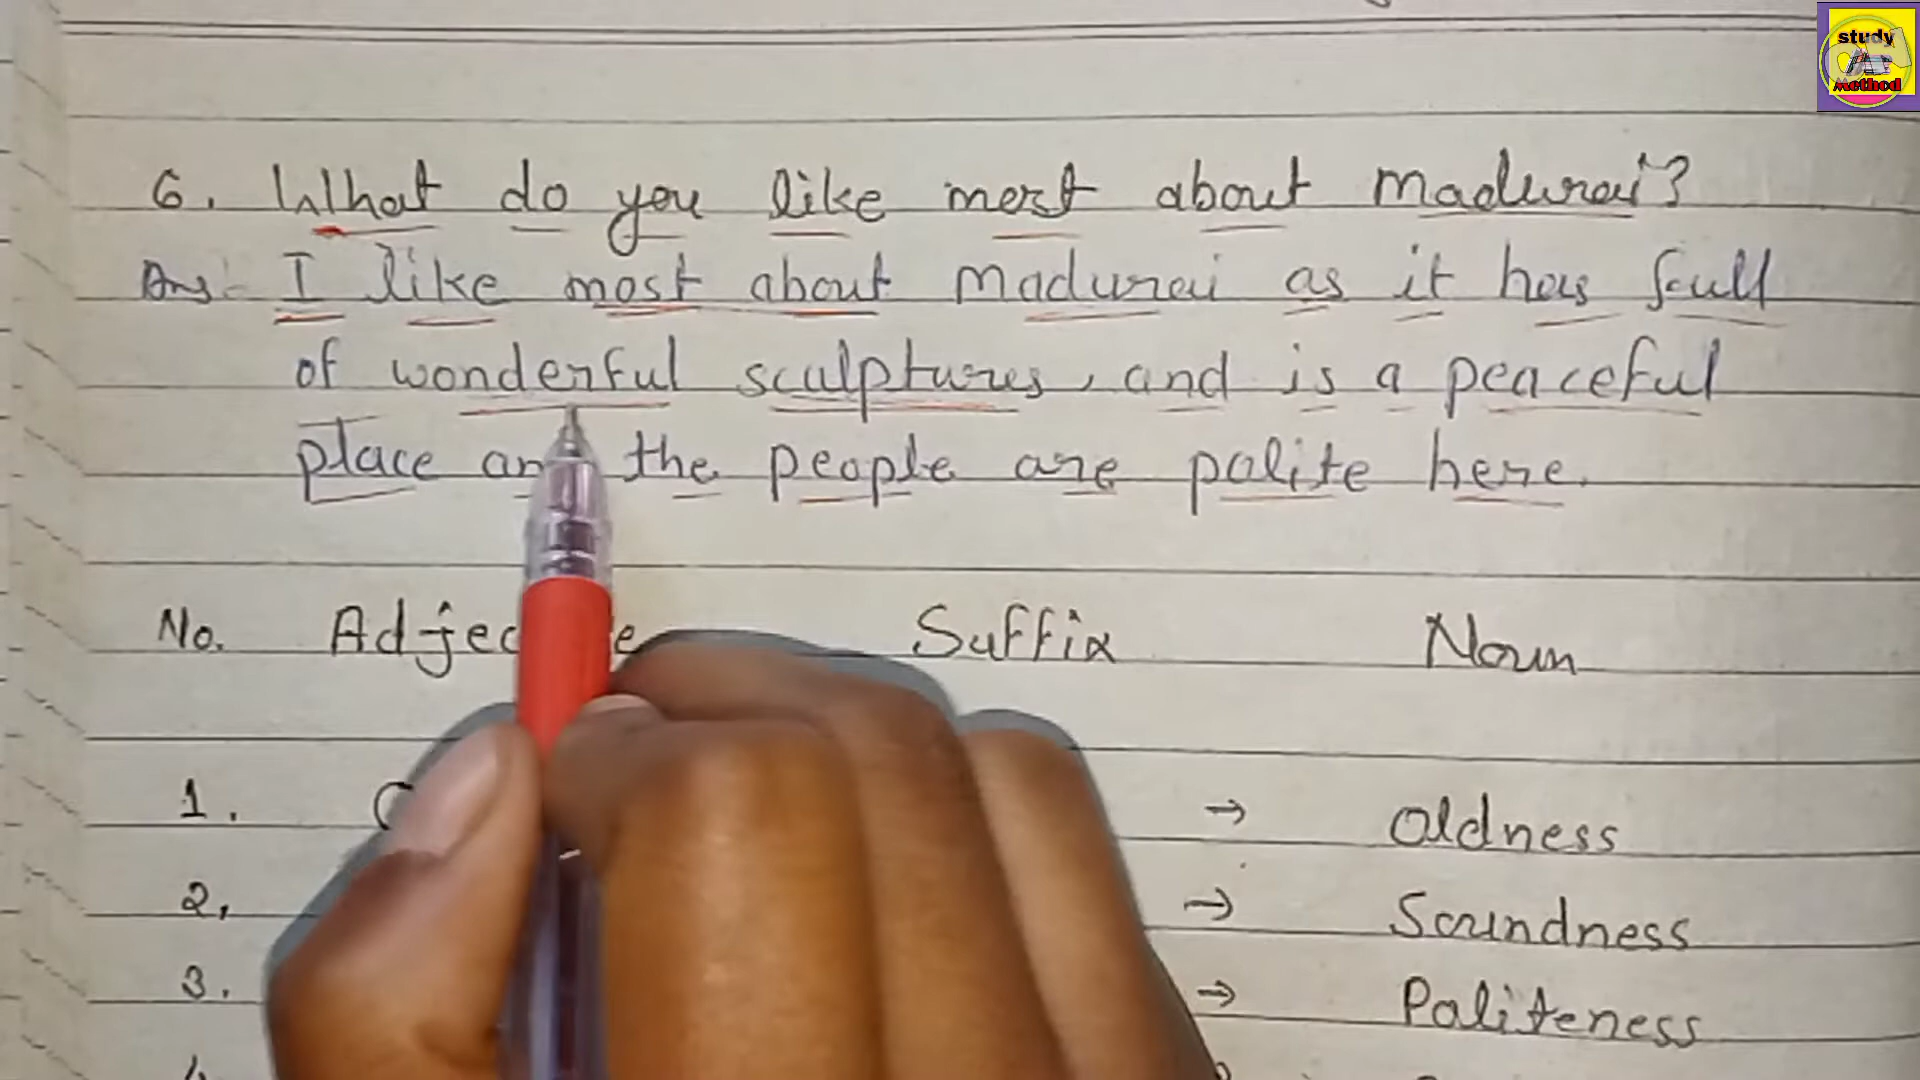 study
Method
6. What do you like most about Madurai?
Ans:- I like most about Madurai as it has full
of wonderful sculptures, and is a peaceful
place an the people are polite here.
No. Suffix Noun
1. → Oldness
2. → Soundness
3. → Politeness